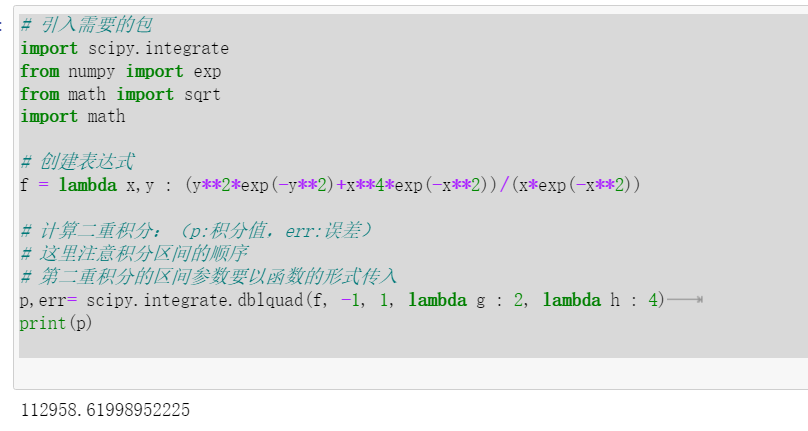 :
# 引入需要的包
import scipy.integrate
from numpy import exp
from math import sqrt
import math
# 创建表达式
f = lambda x,y : (y**2*exp(-y**2)+x**4*exp(-x**2))/(x*exp(-x**2))
# 计算二重积分：（p:积分值，err:误差）
# 这里注意积分区间的顺序
# 第二重积分的区间参数要以函数的形式传入
p,err= scipy.integrate.dblquad(f, -1, 1, lambda g : 2, lambda h : 4)
print(p)
112958.61998952225